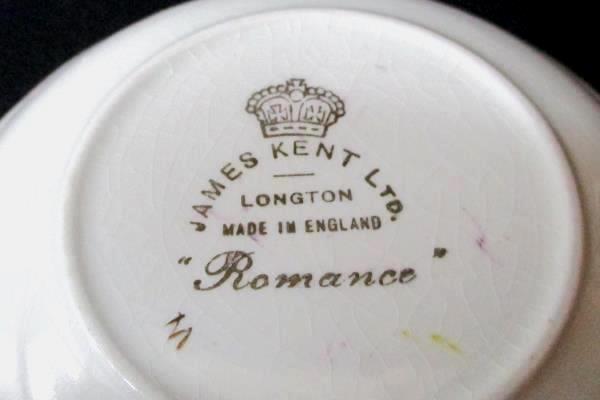 JAMES KENT LTD.
LONGTON
MADE IN ENGLAND
"Romance"